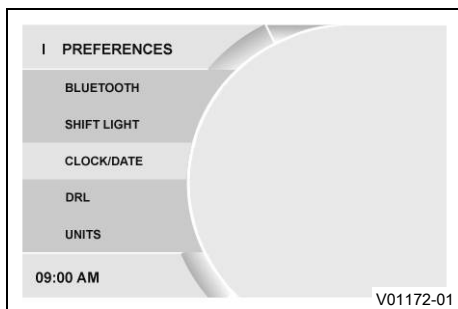 I PREFERENCES
BLUETOOTH
SHIFT LIGHT
CLOCK/DATE
DRL
UNITS
09:00 AM
V01172-01